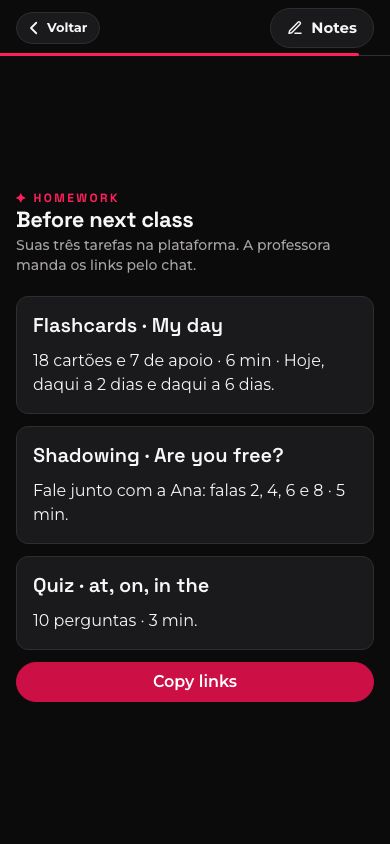 Voltar
Notes
✦ HOMEWORK
Before next class
Suas três tarefas na plataforma. A professora
manda os links pelo chat.
Flashcards · My day
18 cartões e 7 de apoio · 6 min · Hoje,
daqui a 2 dias e daqui a 6 dias.
Shadowing · Are you free?
Fale junto com a Ana: falas 2, 4, 6 e 8 · 5
min.
Quiz · at, on, in the
10 perguntas · 3 min.
Copy links